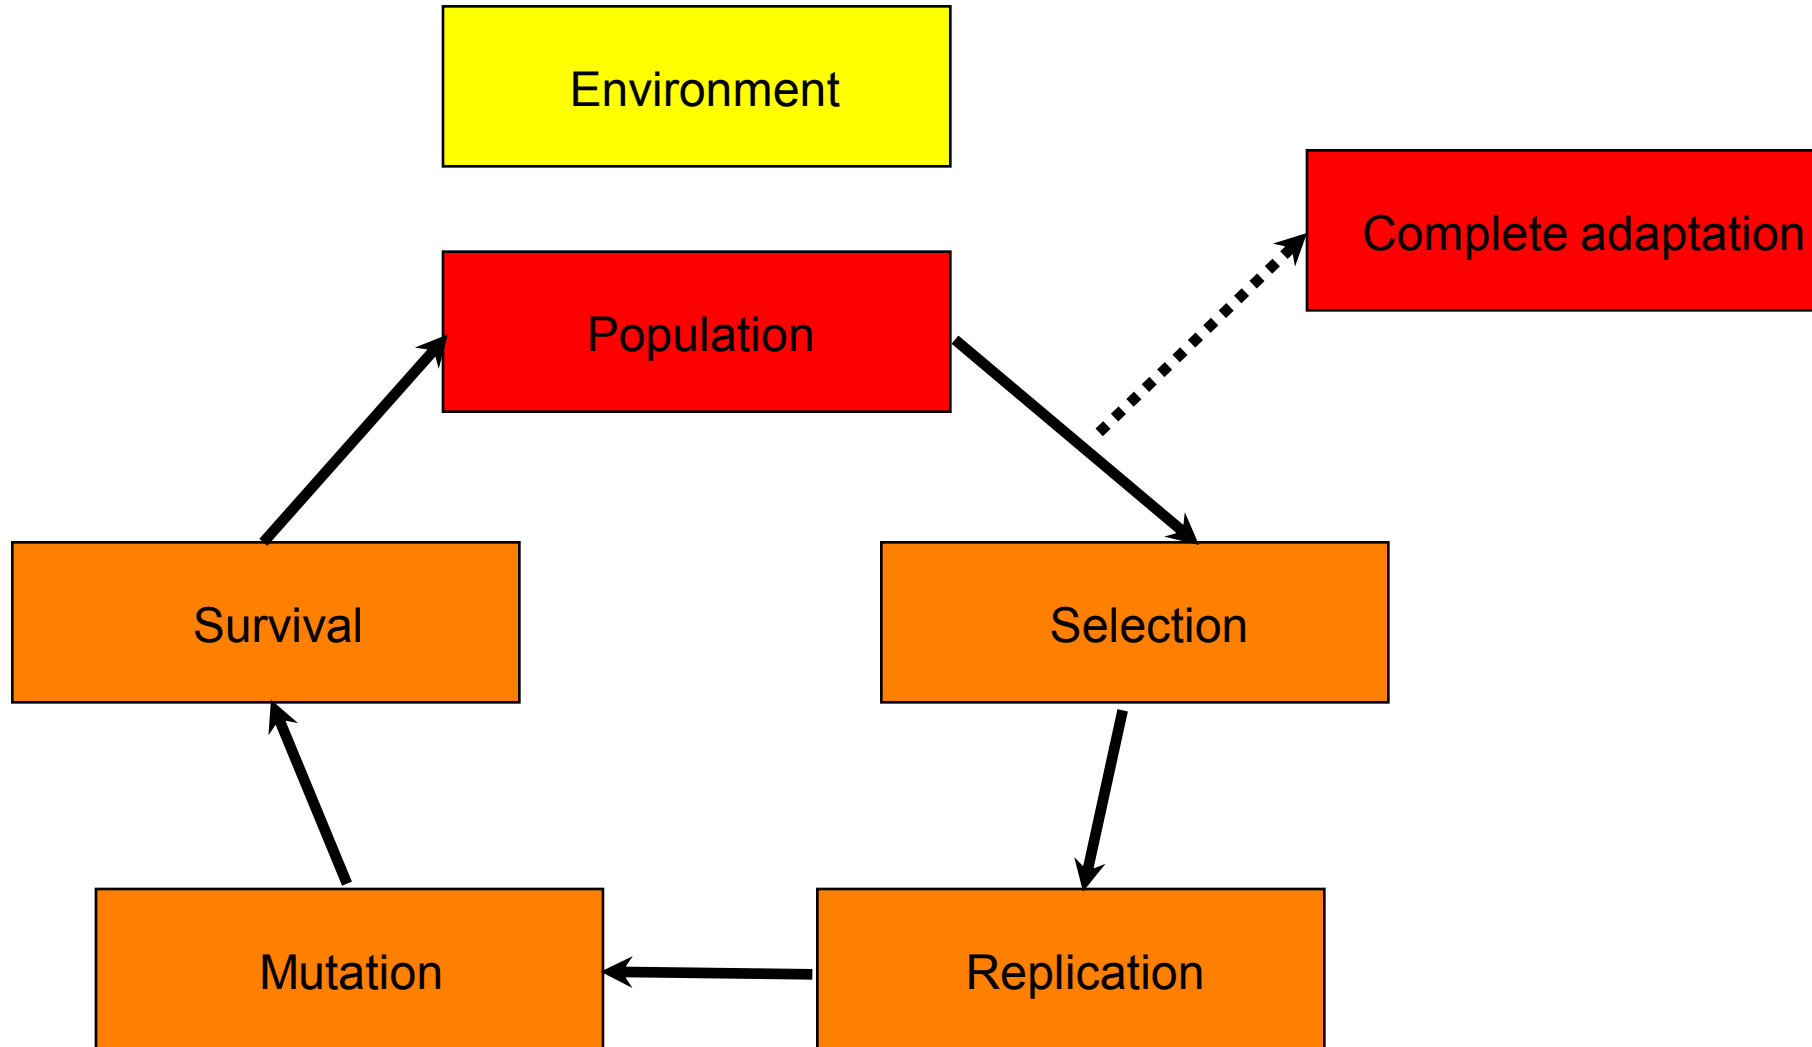 Environment
Complete adaptation
Population
Survival
Selection
Mutation
Replication